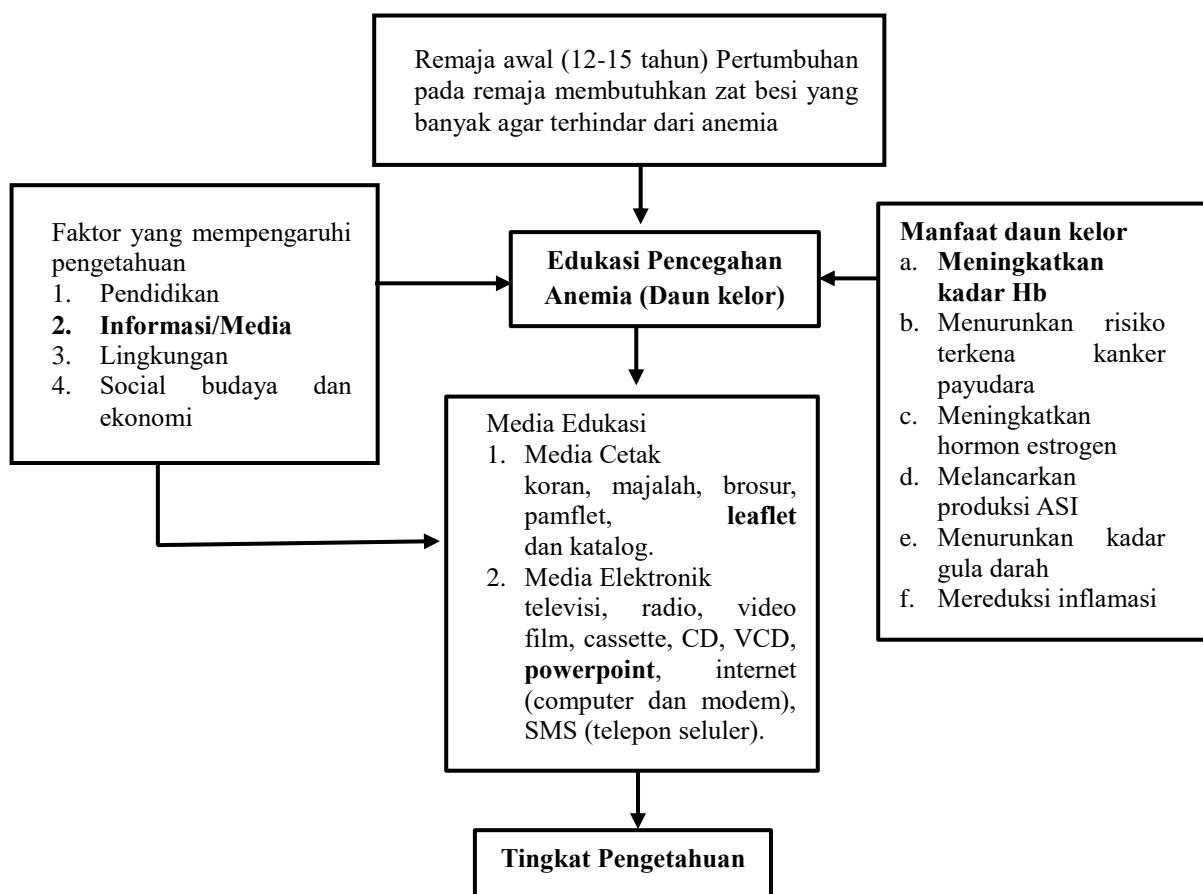 Remaja awal (12-15 tahun) Pertumbuhan
pada remaja membutuhkan zat besi yang
banyak agar terhindar dari anemia
Faktor yang mempengaruhi
pengetahuan
1. Pendidikan
2. Informasi/Media
3. Lingkungan
4. Social budaya dan
ekonomi
Edukasi Pencegahan
Anemia (Daun kelor)
Manfaat daun kelor
a. Meningkatkan
kadar Hb
b. Menurunkan risiko
terkena kanker
payudara
c. Meningkatkan
hormon estrogen
d. Melancarkan
produksi ASI
e. Menurunkan kadar
gula darah
f. Mereduksi inflamasi
Media Edukasi
1. Media Cetak
koran, majalah, brosur,
pamflet, leaflet
dan katalog.
2. Media Elektronik
televisi, radio, video
film, cassette, CD, VCD,
powerpoint, internet
(computer dan modem),
SMS (telepon seluler).
Tingkat Pengetahuan